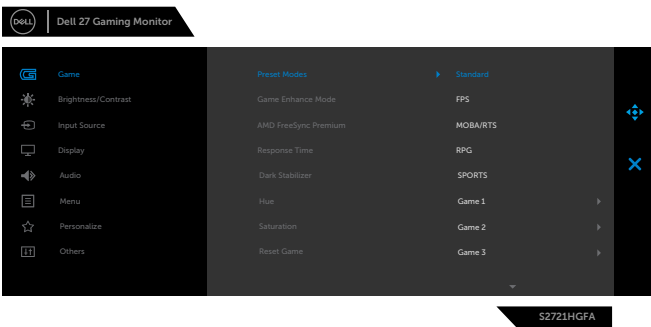 DELL Dell 27 Gaming Monitor
Game Preset Modes Standard
Brightness/Contrast Game Enhance Mode FPS
Input Source AMD FreeSync Premium MOBA/RTS
Display Response Time RPG
Audio Dark Stabilizer SPORTS
Menu Hue Game 1
Personalize Saturation Game 2
Others Reset Game Game 3
S2721HGFA